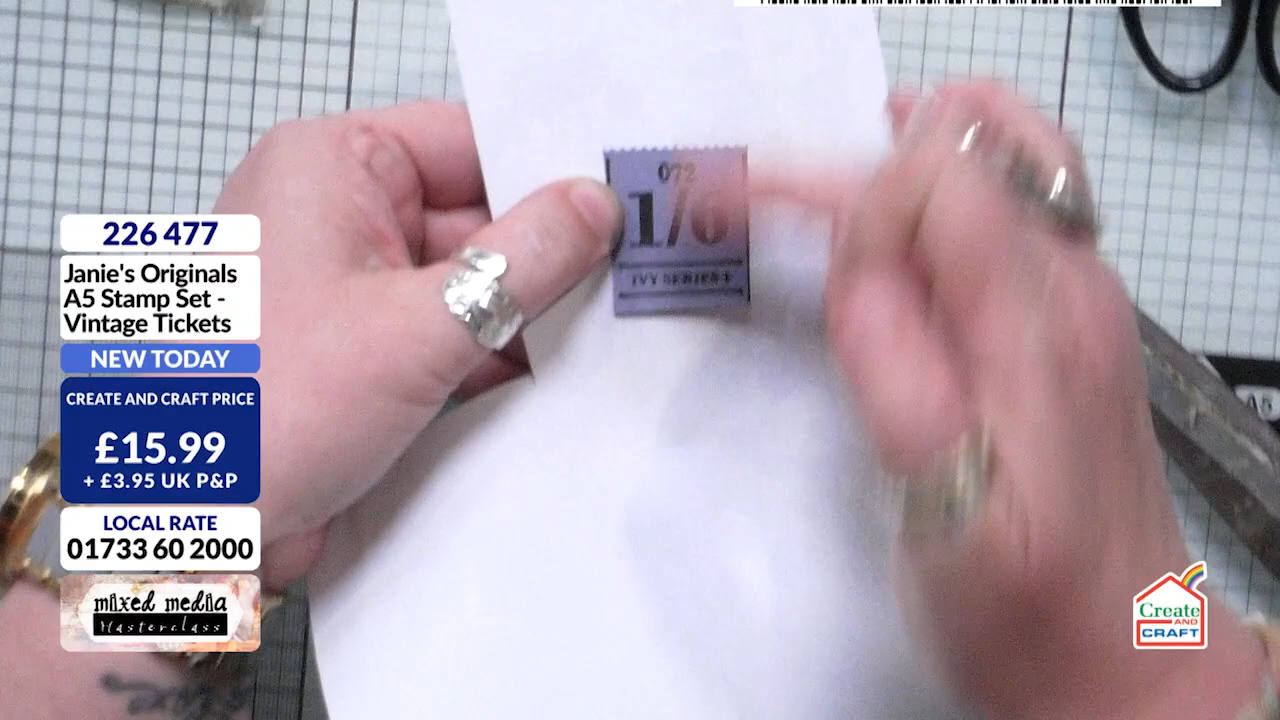 226 477
Janie's Originals
A5 Stamp Set -
Vintage Tickets
NEW TODAY
CREATE AND CRAFT PRICE
£15.99
+ £3.95 UK P&P
LOCAL RATE
01733 60 2000
mixed media
Masterclass
072
1/6
IVY SERIES
A5
Create
AND
CRAFT